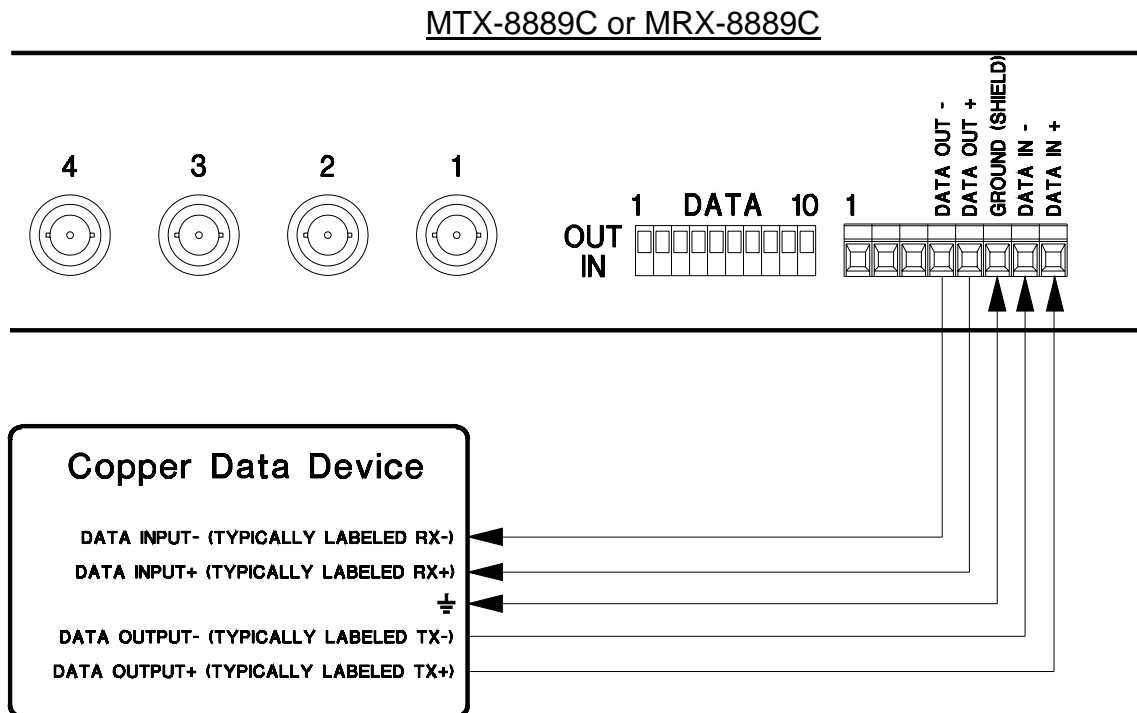 MTX-8889C or MRX-8889C
4 3 2 1
1 DATA 10
OUT
IN
1
DATA OUT -
DATA OUT +
GROUND (SHIELD)
DATA IN -
DATA IN +
Copper Data Device
DATA INPUT- (TYPICALLY LABELED RX-)
DATA INPUT+ (TYPICALLY LABELED RX+)
DATA OUTPUT- (TYPICALLY LABELED TX-)
DATA OUTPUT+ (TYPICALLY LABELED TX+)